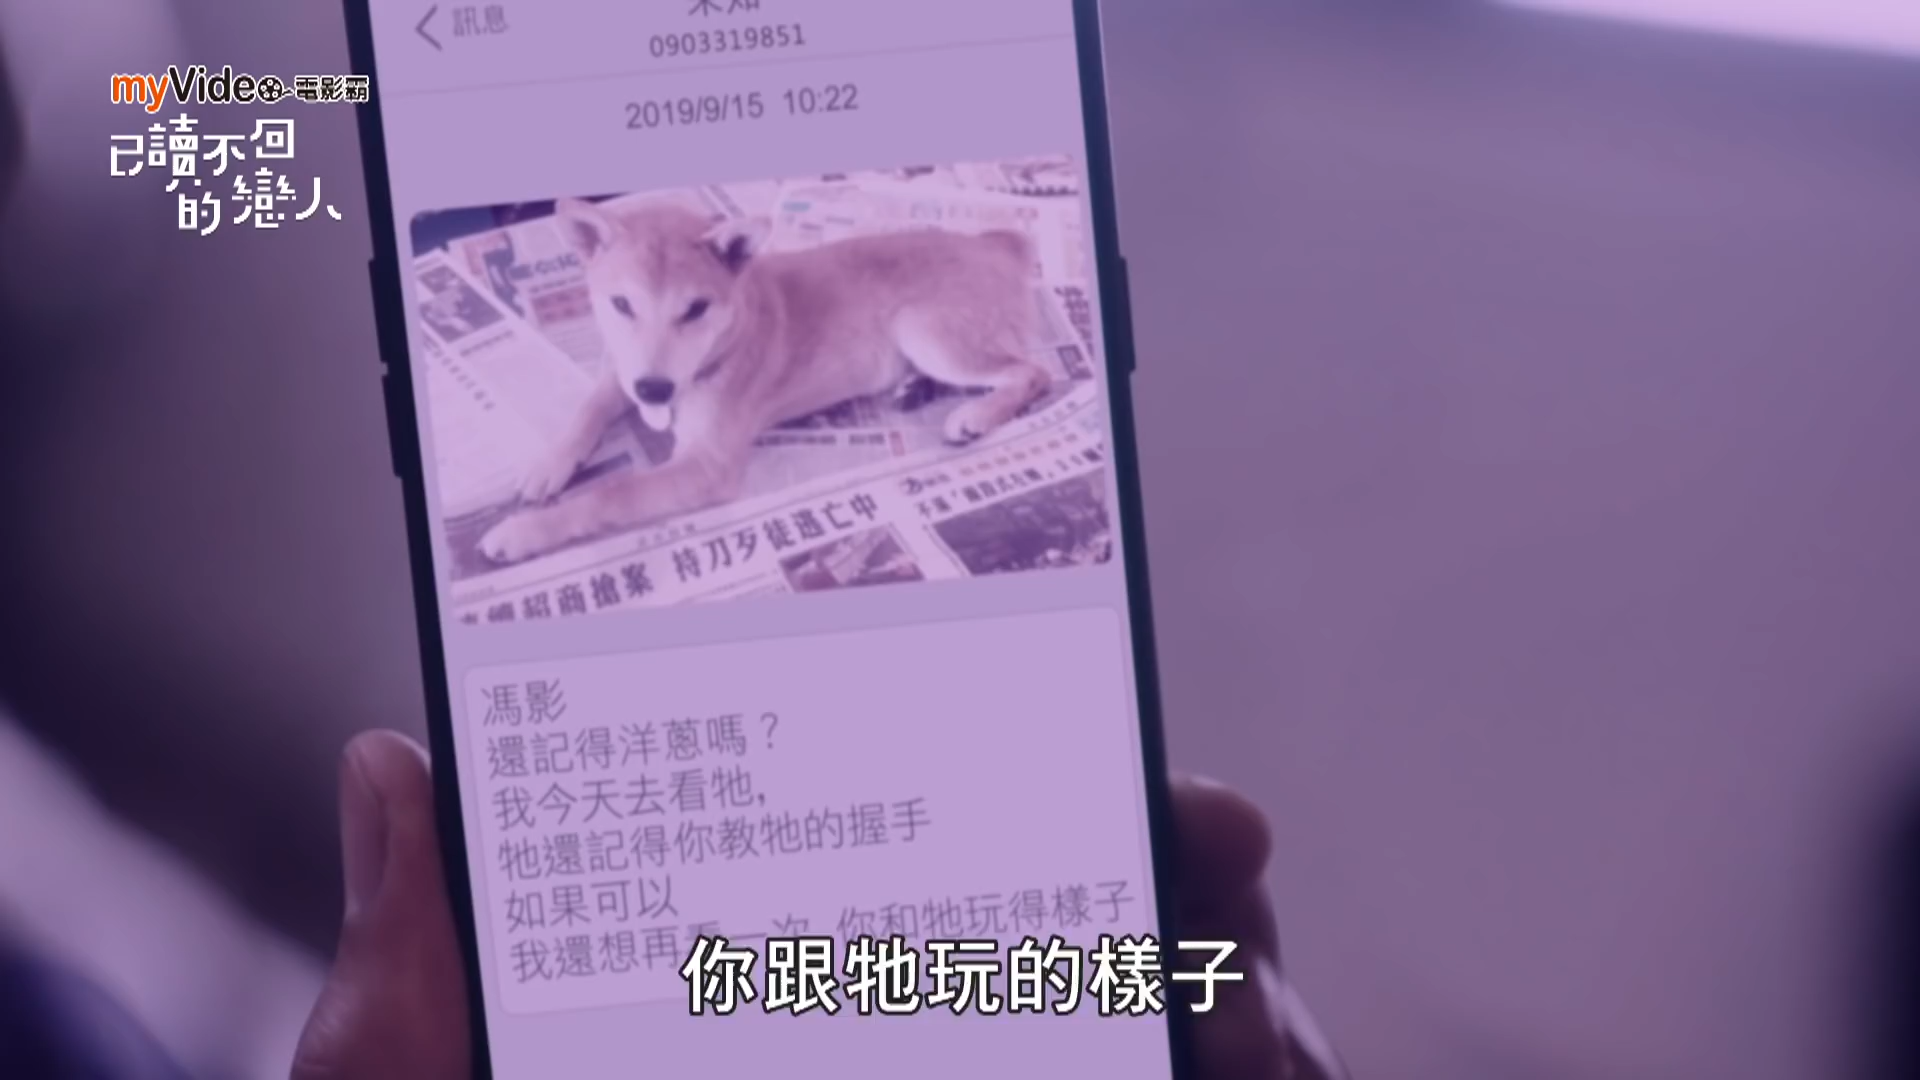 訊息
未知
0903319851
myVideo 電影霸
2019/9/15 10:22
已讀不回
的戀人
持刀歹徒逃亡中
超商搶案
馮影
還記得洋蔥嗎？
我今天去看牠,
牠還記得你教牠的握手
如果可以
我還想再看一次 你和牠玩得樣子
你跟牠玩的樣子